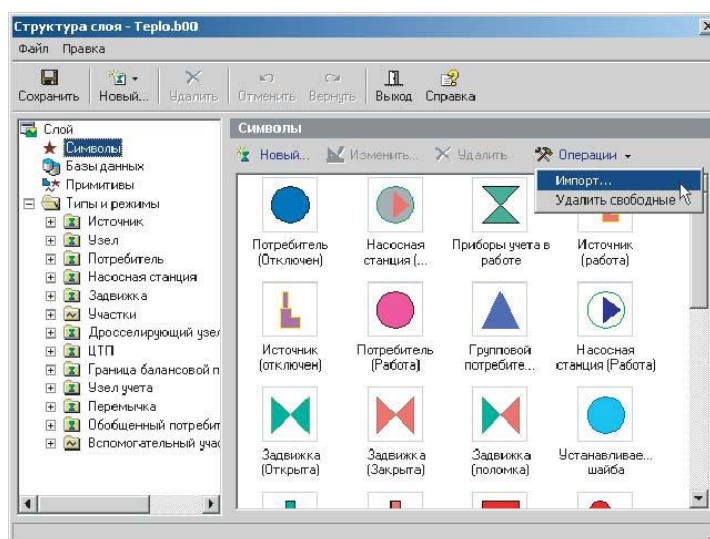 Структура слоя - Teplo.b00
Файл Правка
Сохранить Новый... Удалить Отменить Вернуть Выход Справка
Слой
Символы
Базы данных
Примитивы
Типы и режимы
Источник
Узел
Потребитель
Насосная станция
Задвижка
Участки
Дросселирующий узел
ЦТП
Граница балансовой п
Узел учета
Перемычка
Обобщенный потребит
Вспомогательный учас
Символы
Новый... Изменить... Удалить Операции
Импорт...
Удалить свободные
Потребитель (Отключен)
Насосная станция (...
Приборы учета в работе
Источник (работа)
Источник (отключен)
Потребитель (Работа)
Групповой потребите...
Насосная станция (Работа)
Задвижка (Открыта)
Задвижка (Закрыта)
Задвижка (поломка)
Устанавливае... шайба